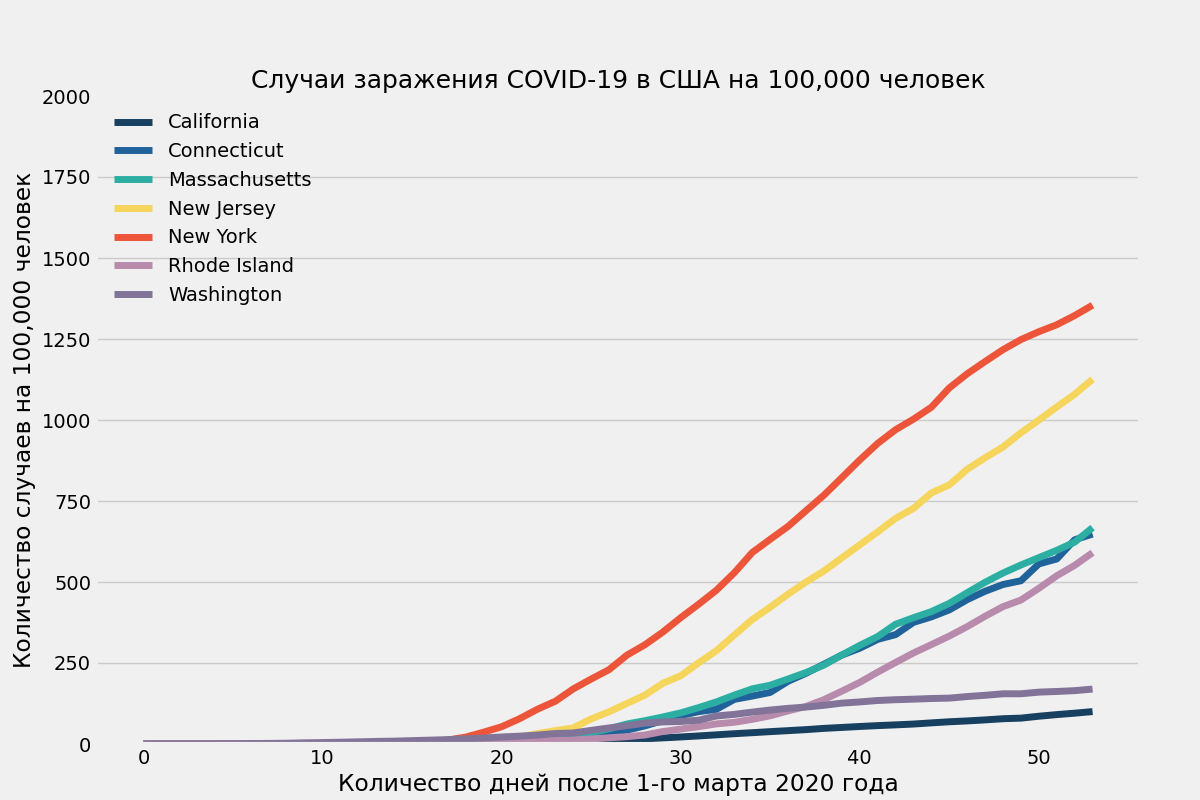 Случаи заражения COVID-19 в США на 100,000 человек
Количество случаев на 100,000 человек
2000
1750
1500
1250
1000
750
500
250
0
California
Connecticut
Massachusetts
New Jersey
New York
Rhode Island
Washington
0 10 20 30 40 50
Количество дней после 1-го марта 2020 года